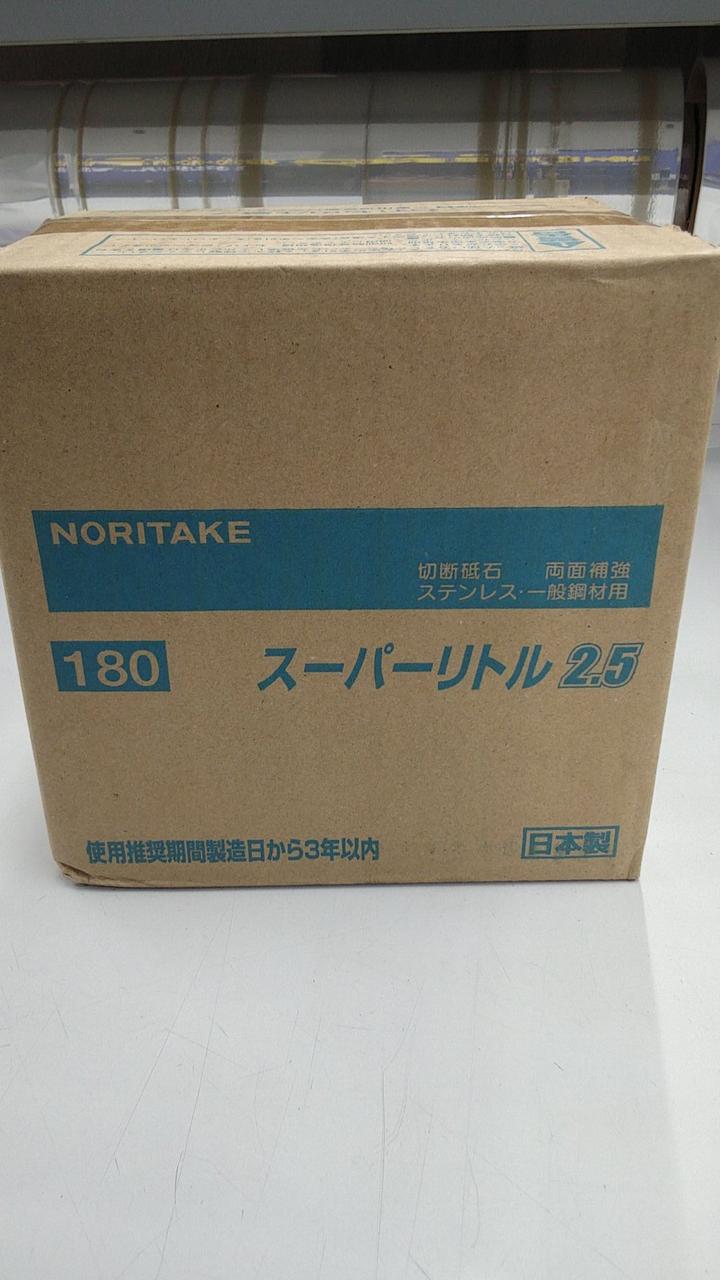 NORITAKE
切断砥石　両面補強
ステンレス・一般鋼材用
180 スーパーリトル 2.5
使用推奨期間製造日から3年以内 日本製